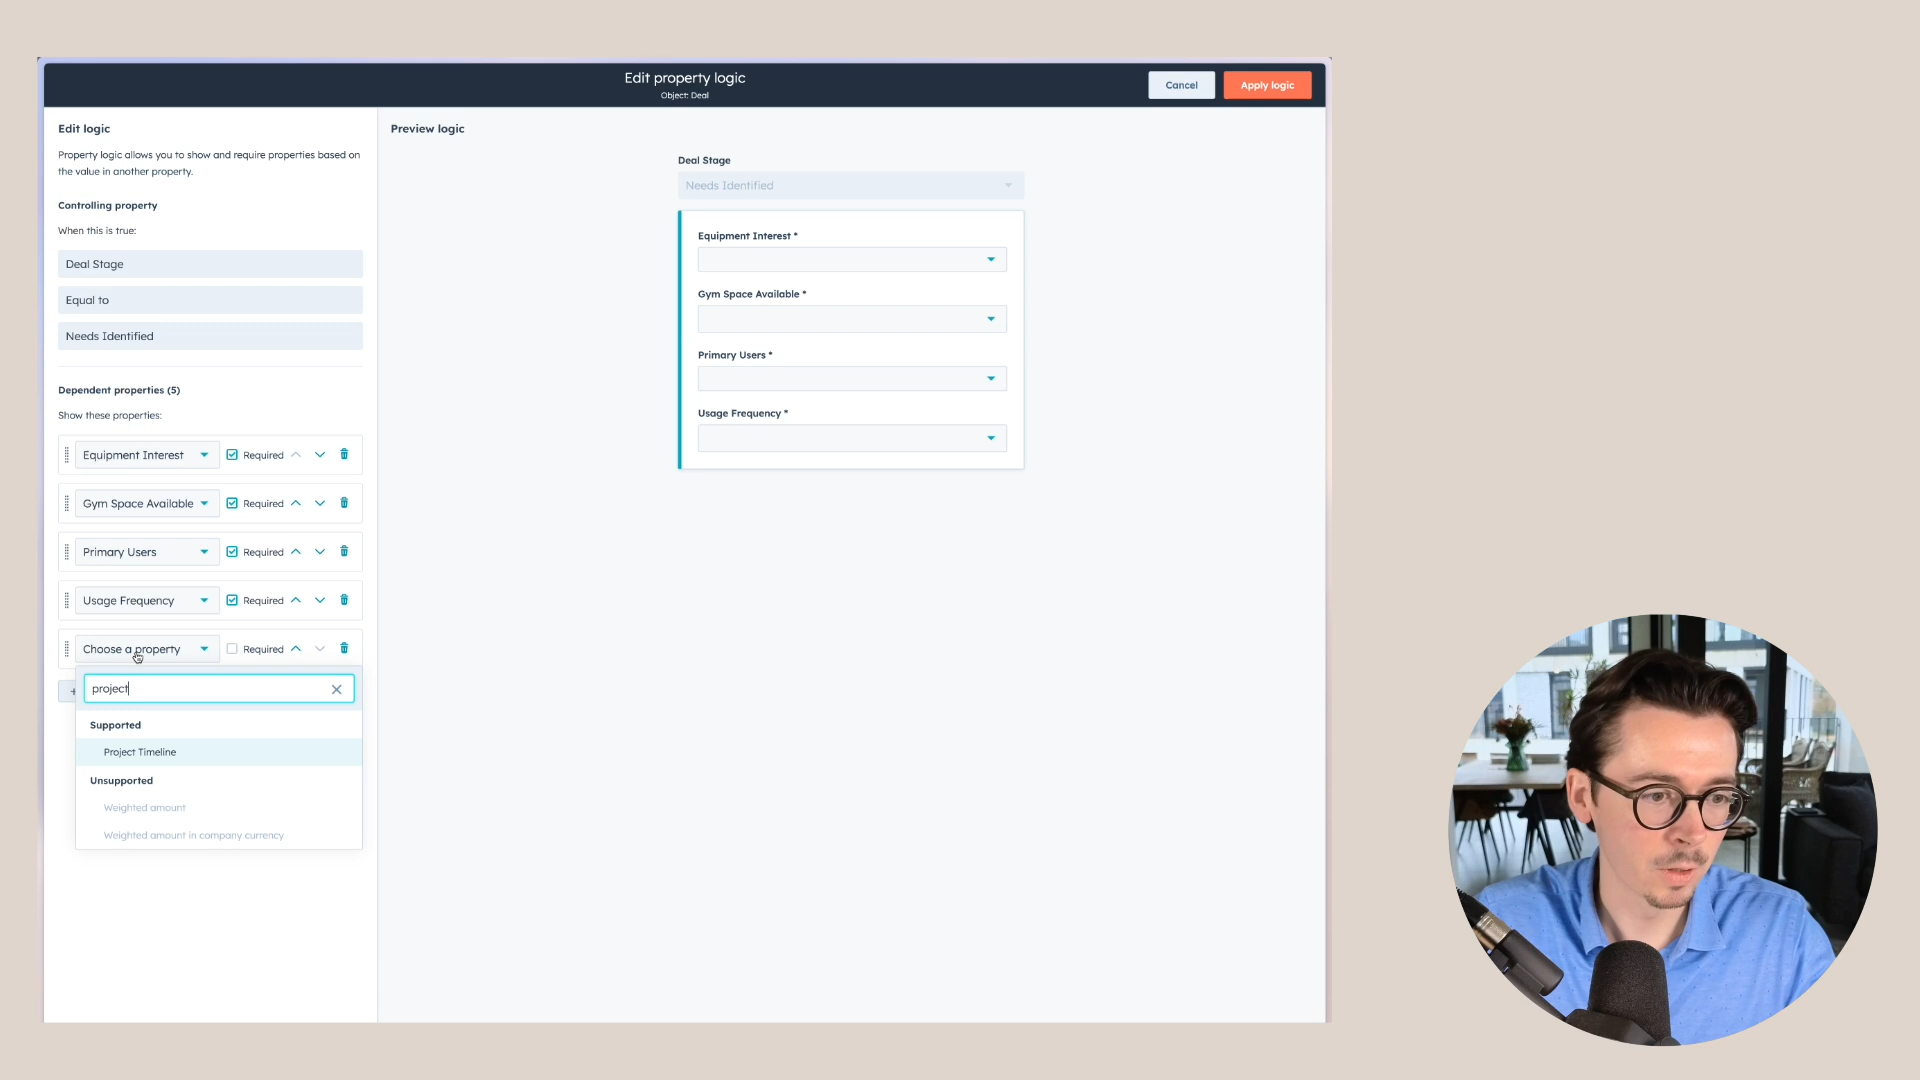 Edit property logic
Object: Deal
Cancel
Apply logic
Edit logic
Property logic allows you to show and require properties based on
the value in another property.
Controlling property
When this is true:
Deal Stage
Equal to
Needs Identified
Dependent properties (5)
Show these properties:
Equipment Interest
Required
Gym Space Available
Required
Primary Users
Required
Usage Frequency
Required
Choose a property
Required
+
project
Supported
Project Timeline
Unsupported
Weighted amount
Weighted amount in company currency
Preview logic
Deal Stage
Needs Identified
Equipment Interest *
Gym Space Available *
Primary Users *
Usage Frequency *